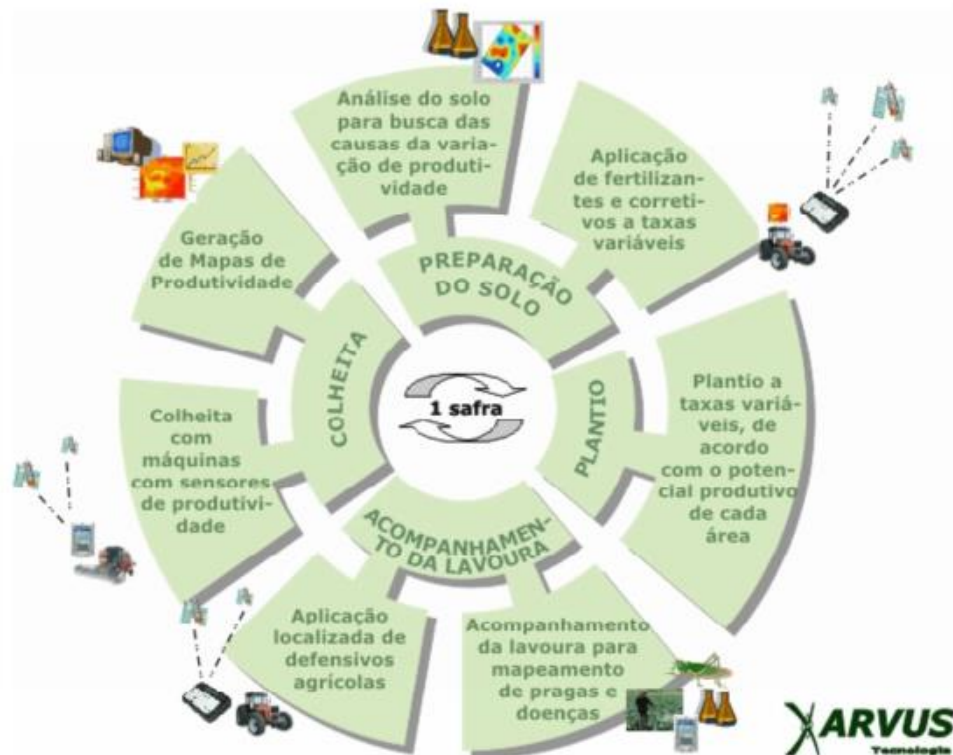 Análise do solo
para busca das
causas da varia-
ção de produti-
vidade
Aplicação
de fertilizan-
tes e correti-
vos a taxas
variáveis
PREPARAÇÃO
DO SOLO
Geração
de Mapas de
Produtividade
COLHEITA
1 safra
PLANTIO
Plantio a
taxas variá-
veis, de
acordo
com o poten-
cial produtivo
de cada
área
Colheita
com
máquinas
com sensores
de produtivi-
dade
ACOMPANHAMEN-
TO DA LAVOURA
Aplicação
localizada de
defensivos
agrícolas
Acompanhamento
da lavoura para
mapeamento
de pragas e
doenças
ARVUS
Tecnologia